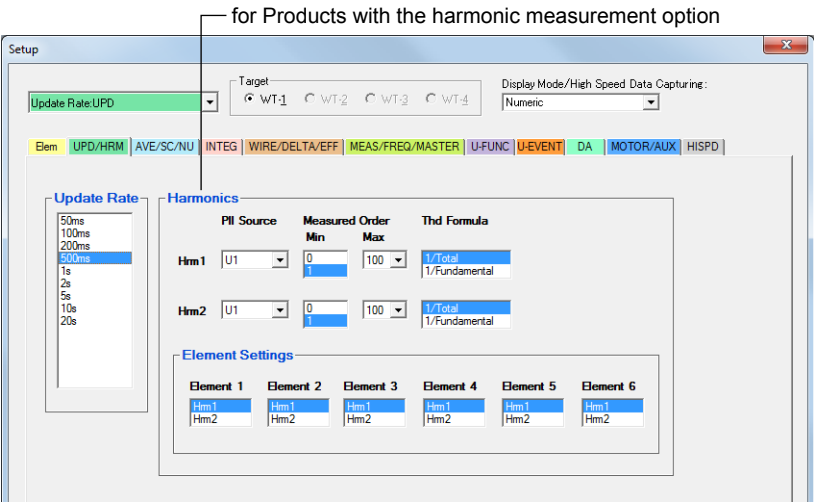 for Products with the harmonic measurement option
Setup
x
Target
Display Mode/High Speed Data Capturing:
Update Rate:UPD
WT-1 WT-2 WT-3 WT-4
Numeric
Elem UPD/HRM AVE/SC/NU INTEG WIRE/DELTA/EFF MEAS/FREQ/MASTER U-FUNC U-EVENT DA MOTOR/AUX HISPD
Update Rate
50ms
100ms
200ms
500ms
1s
2s
5s
10s
20s
Harmonics
Pll Source Measured Order Thd Formula
Min Max
Hrm1 U1 0 100 1/Total
1 1/Fundamental
Hrm2 U1 0 100 1/Total
1 1/Fundamental
Element Settings
Element 1 Element 2 Element 3 Element 4 Element 5 Element 6
Hrm1 Hrm1 Hrm1 Hrm1 Hrm1 Hrm1
Hrm2 Hrm2 Hrm2 Hrm2 Hrm2 Hrm2